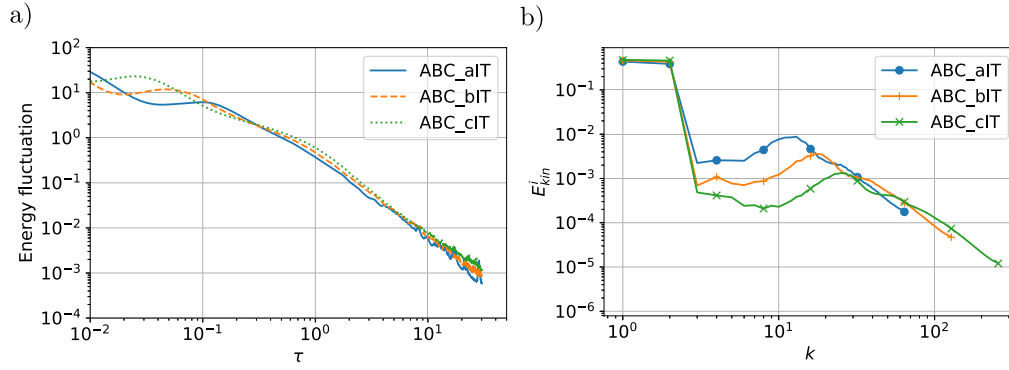 a)
10^2
10^1
10^0
10^-1
10^-2
10^-3
10^-4
Energy fluctuation
10^-2
10^-1
10^0
10^1
τ
ABC_aIT
ABC_bIT
ABC_cIT
b)
10^-1
10^-2
10^-3
10^-4
10^-5
10^-6
E^i_kin
10^0
10^1
10^2
k
ABC_aIT
ABC_bIT
ABC_cIT